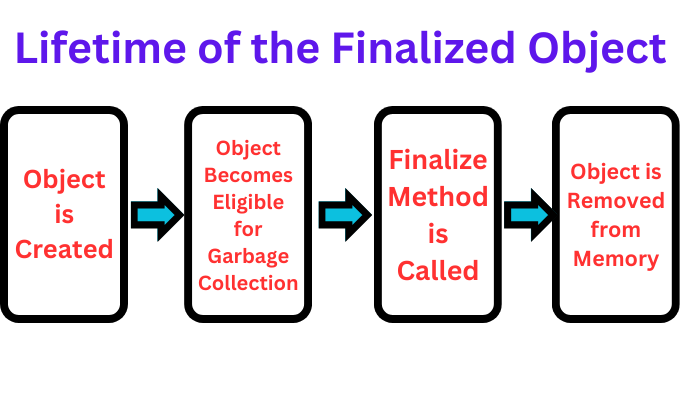 Lifetime of the Finalized Object
Object
is
Created
Object
Becomes
Eligible
for
Garbage
Collection
Finalize
Method
is
Called
Object is
Removed
from
Memory